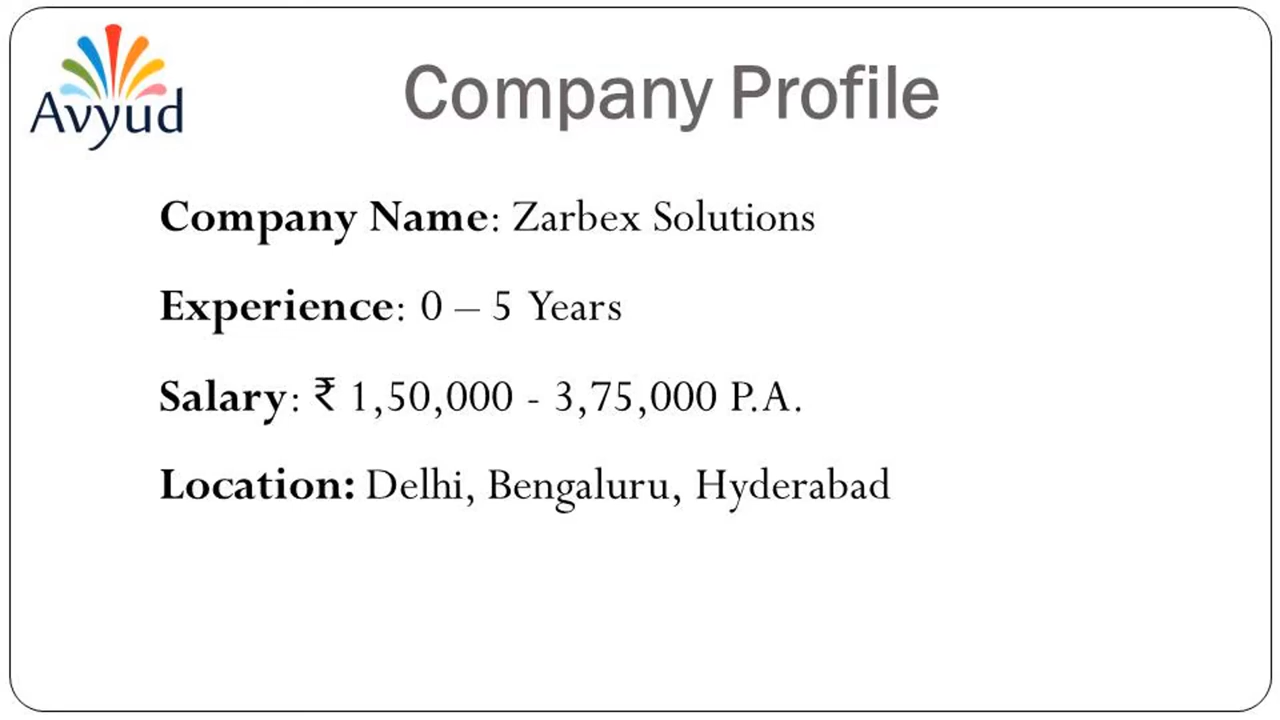 Avyud
Company Profile
Company Name: Zarbex Solutions
Experience: 0 – 5 Years
Salary: ₹ 1,50,000 - 3,75,000 P.A.
Location: Delhi, Bengaluru, Hyderabad